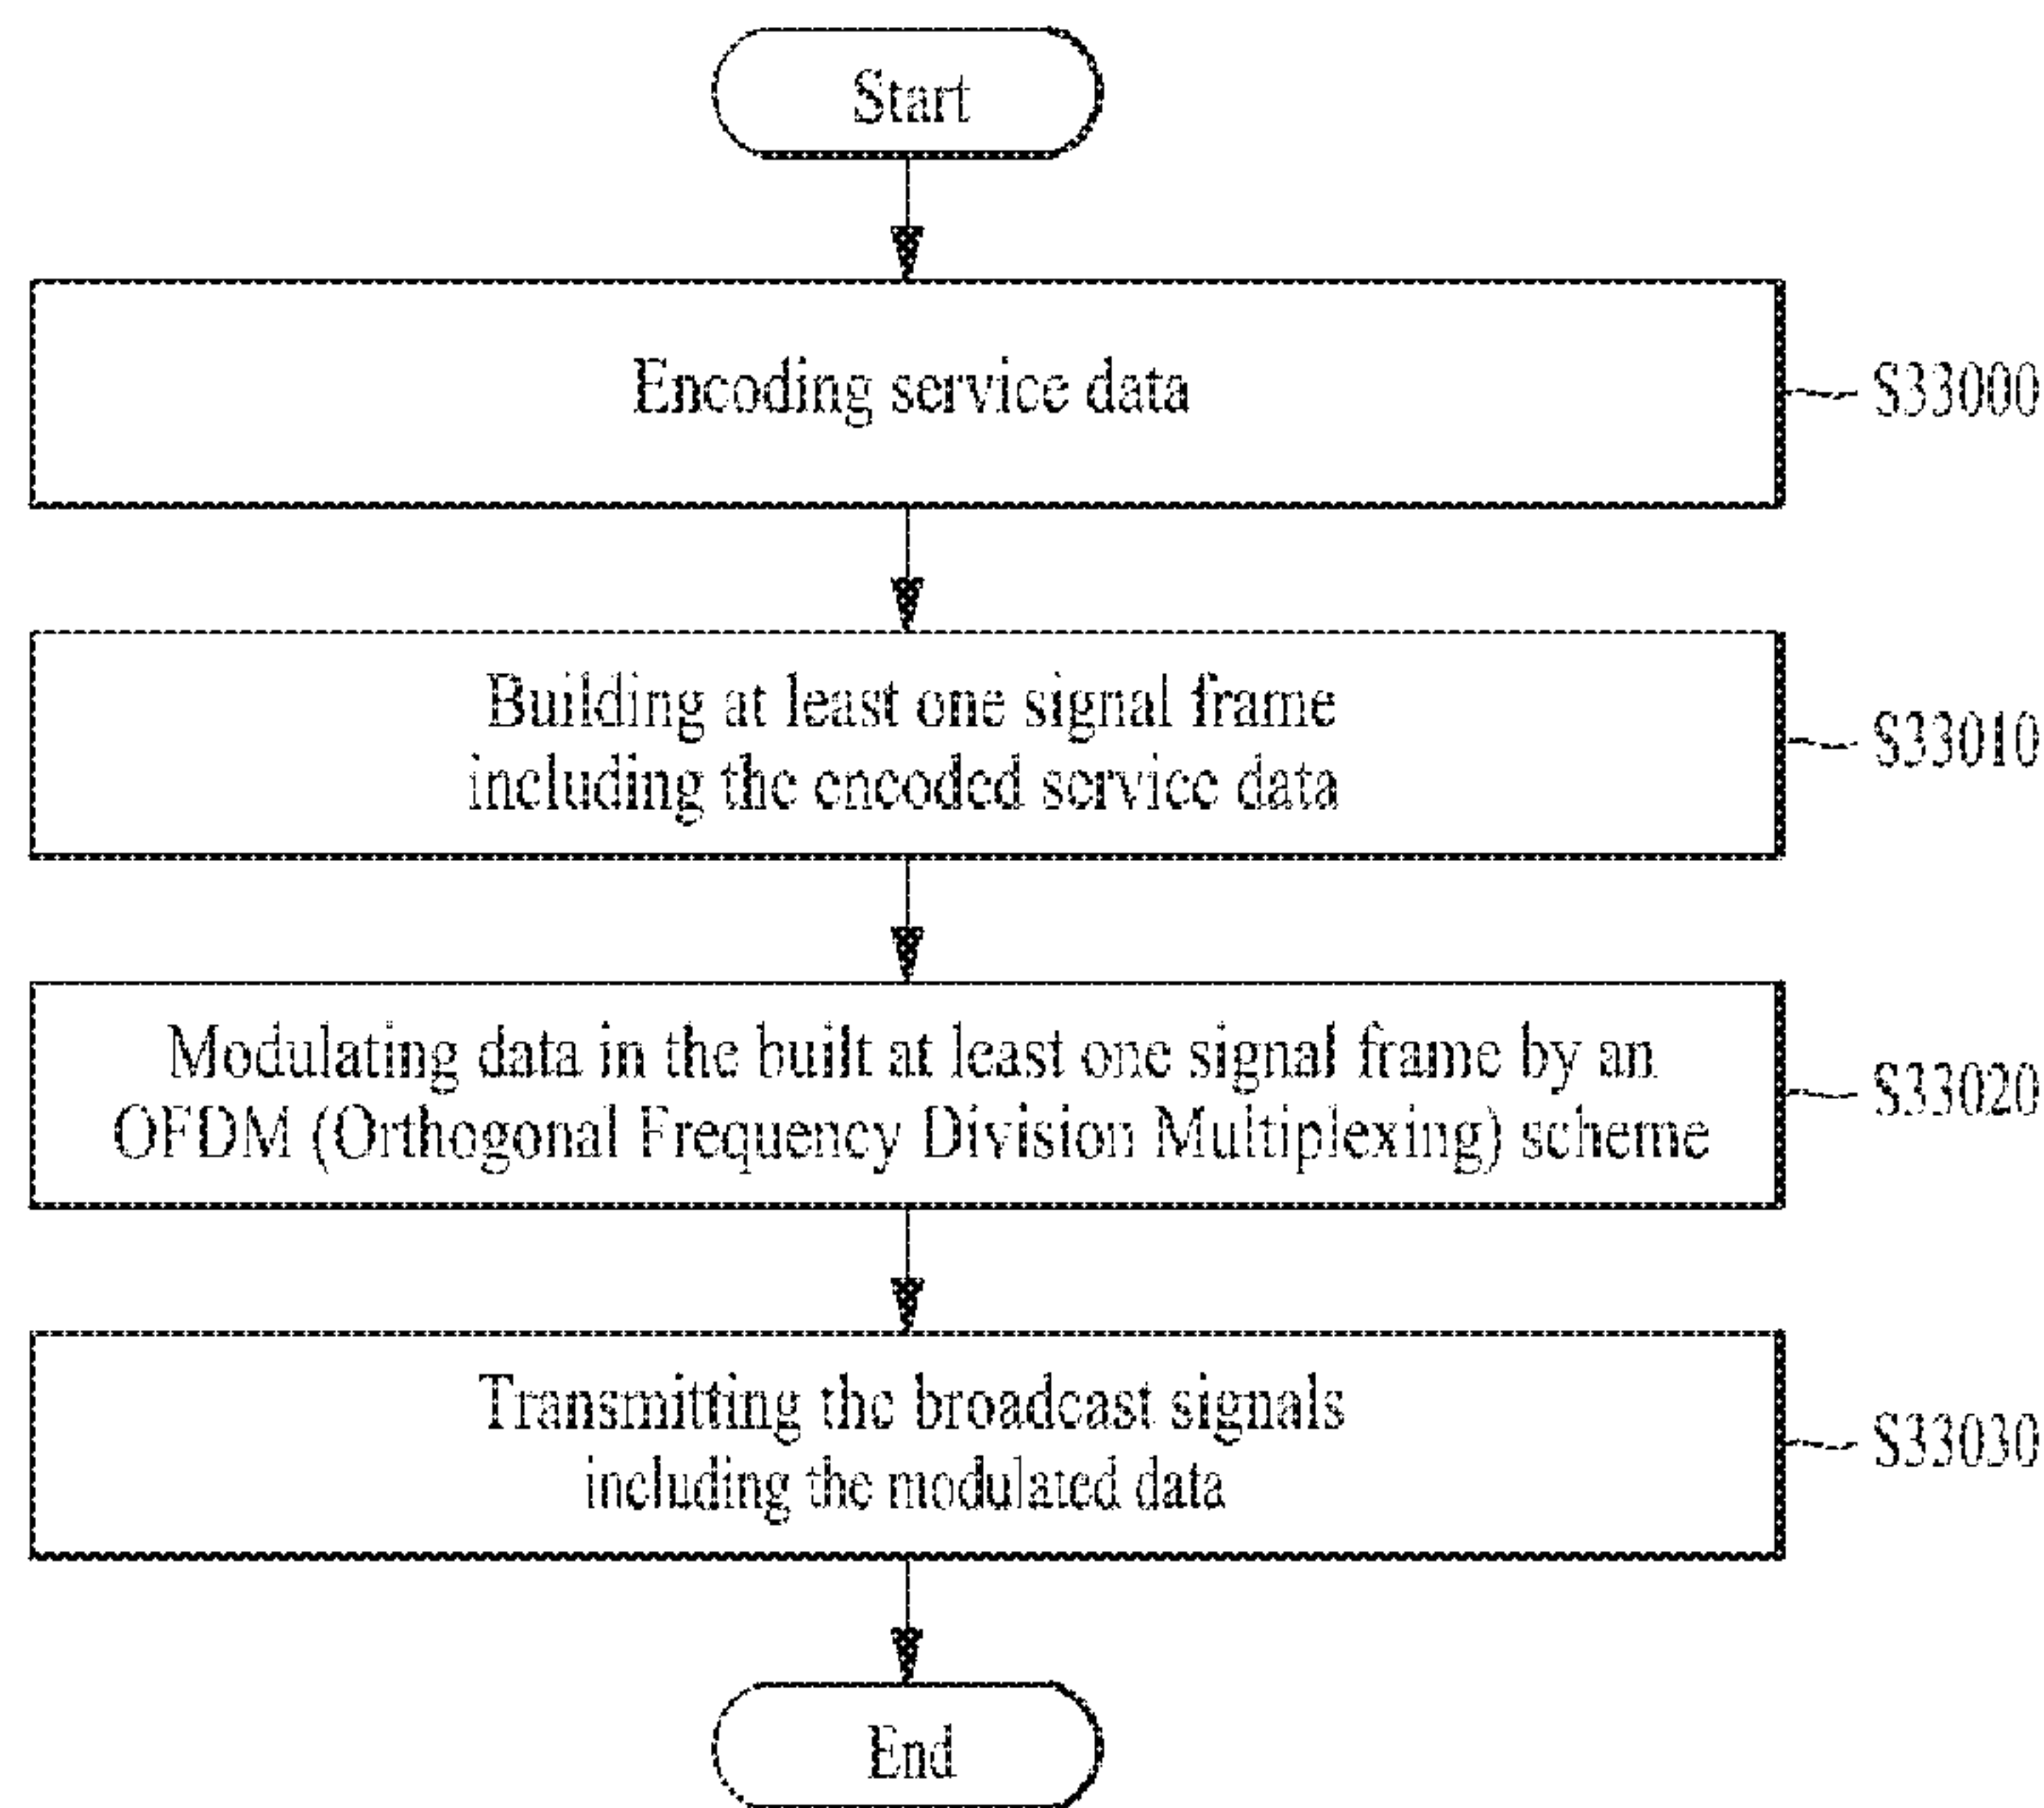 Start
Encoding service data
S33000
Building at least one signal frame
including the encoded service data
S33010
Modulating data in the built at least one signal frame by an
OFDM (Orthogonal Frequency Division Multiplexing) scheme
S33020
Transmitting the broadcast signals
including the modulated data
S33030
End